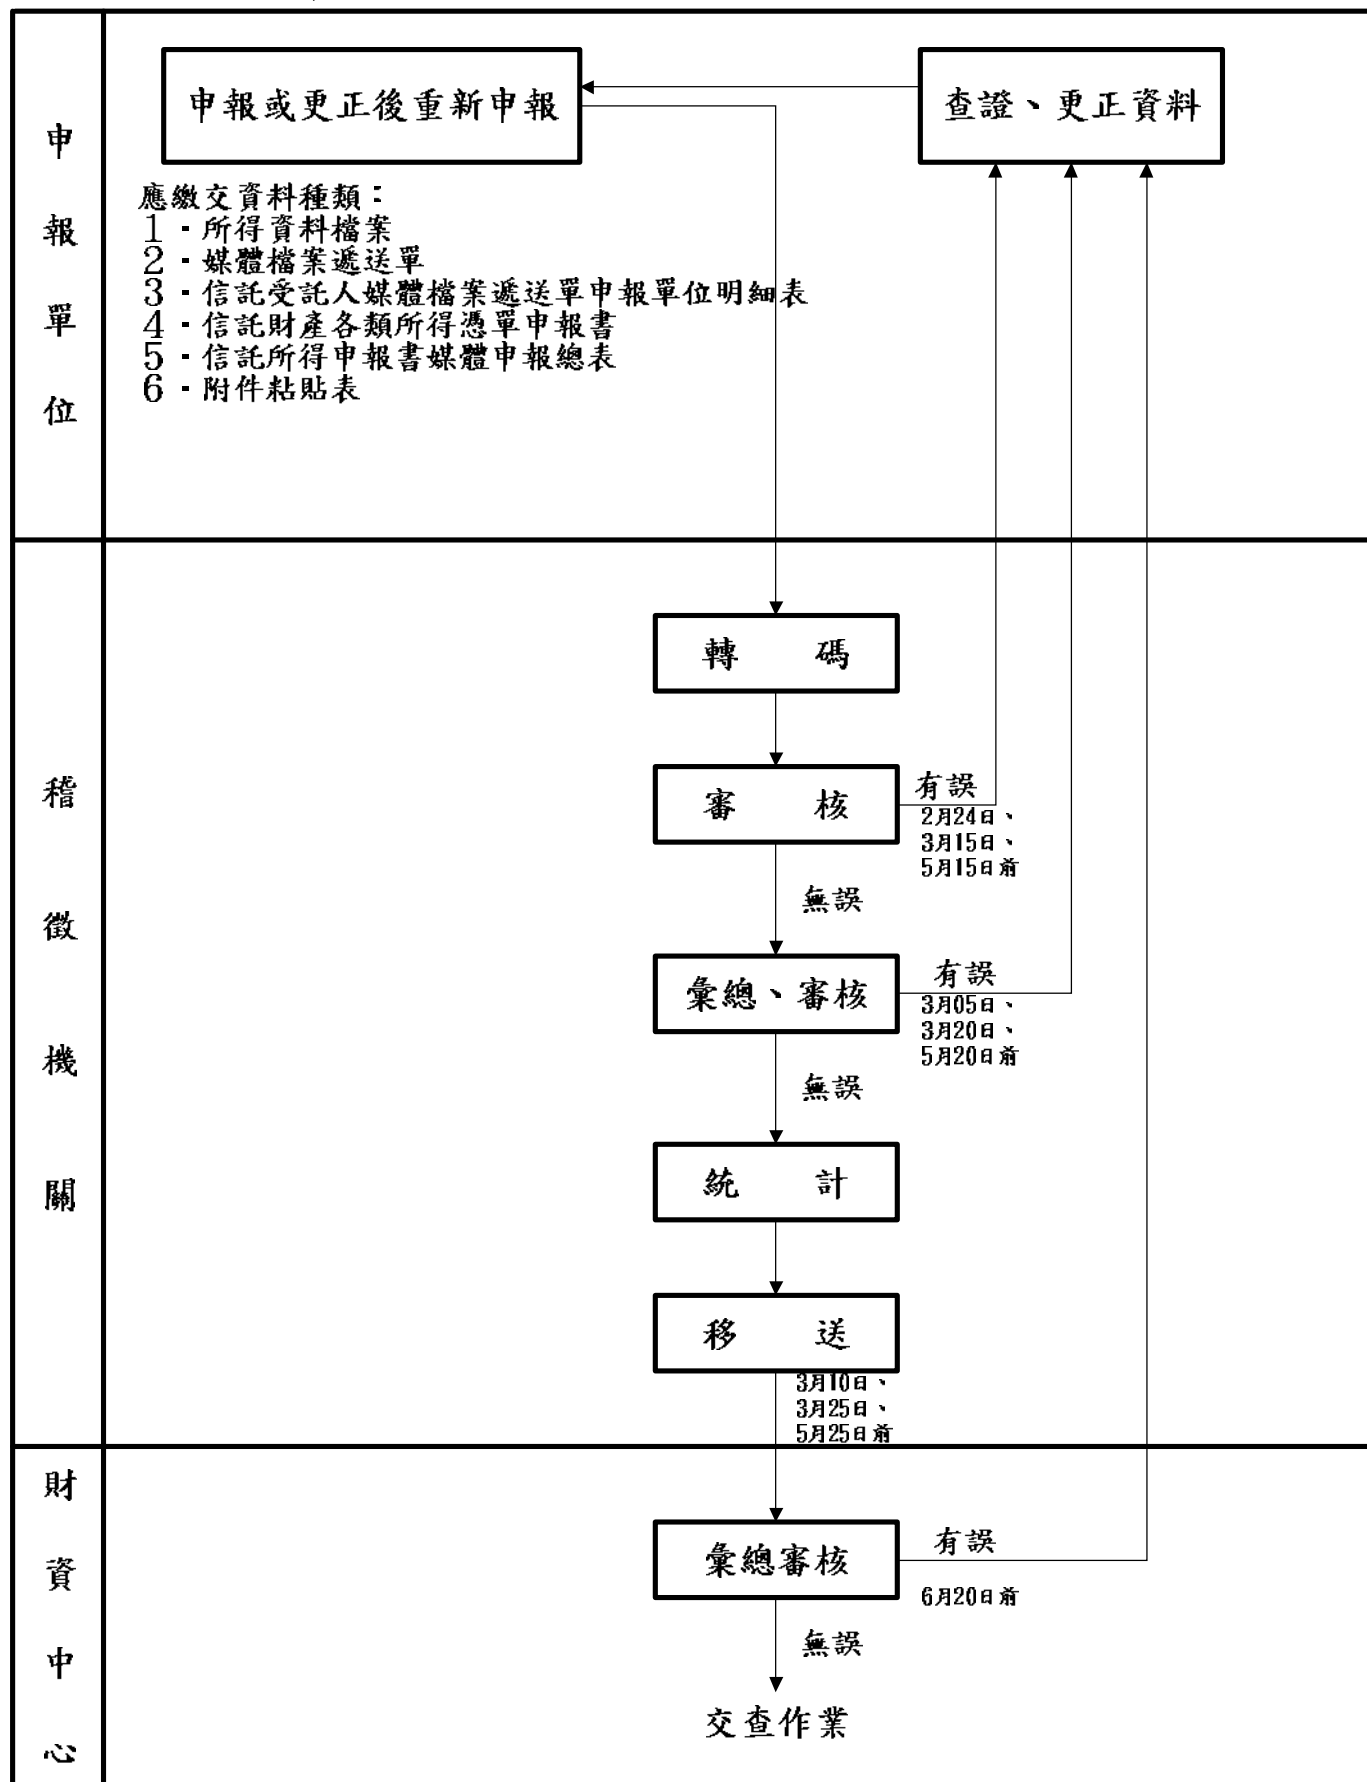 申報單位
申報或更正後重新申報
查證、更正資料
應繳交資料種類：
1．所得資料檔案
2．媒體檔案遞送單
3．信託受託人媒體檔案遞送單申報單位明細表
4．信託財產各類所得憑單申報書
5．信託所得申報書媒體申報總表
6．附件粘貼表
稽徵機關
轉碼
審核
有誤
2月24日、
3月15日、
5月15日前
無誤
彙總、審核
有誤
3月05日、
3月20日、
5月20日前
無誤
統計
移送
3月10日、
3月25日、
5月25日前
財資中心
彙總審核
有誤
6月20日前
無誤
交查作業